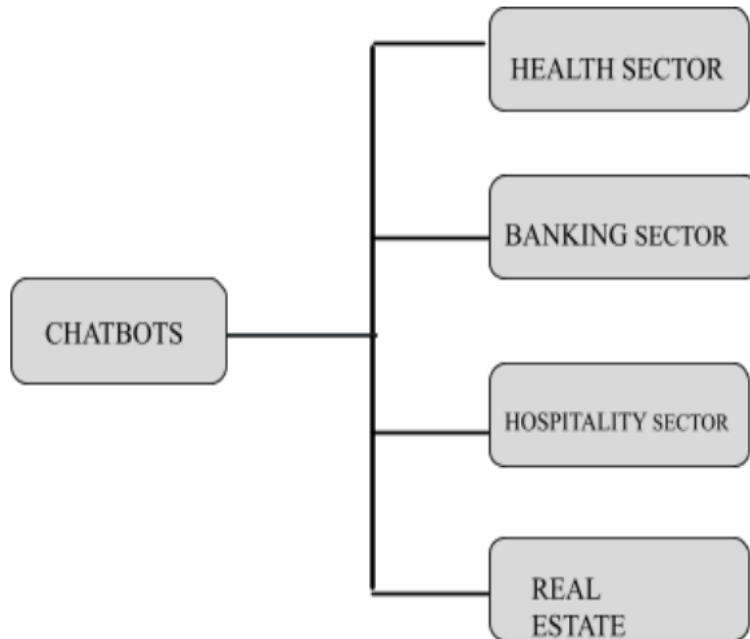 HEALTH SECTOR
BANKING SECTOR
CHATBOTS
HOSPITALITY SECTOR
REAL
ESTATE